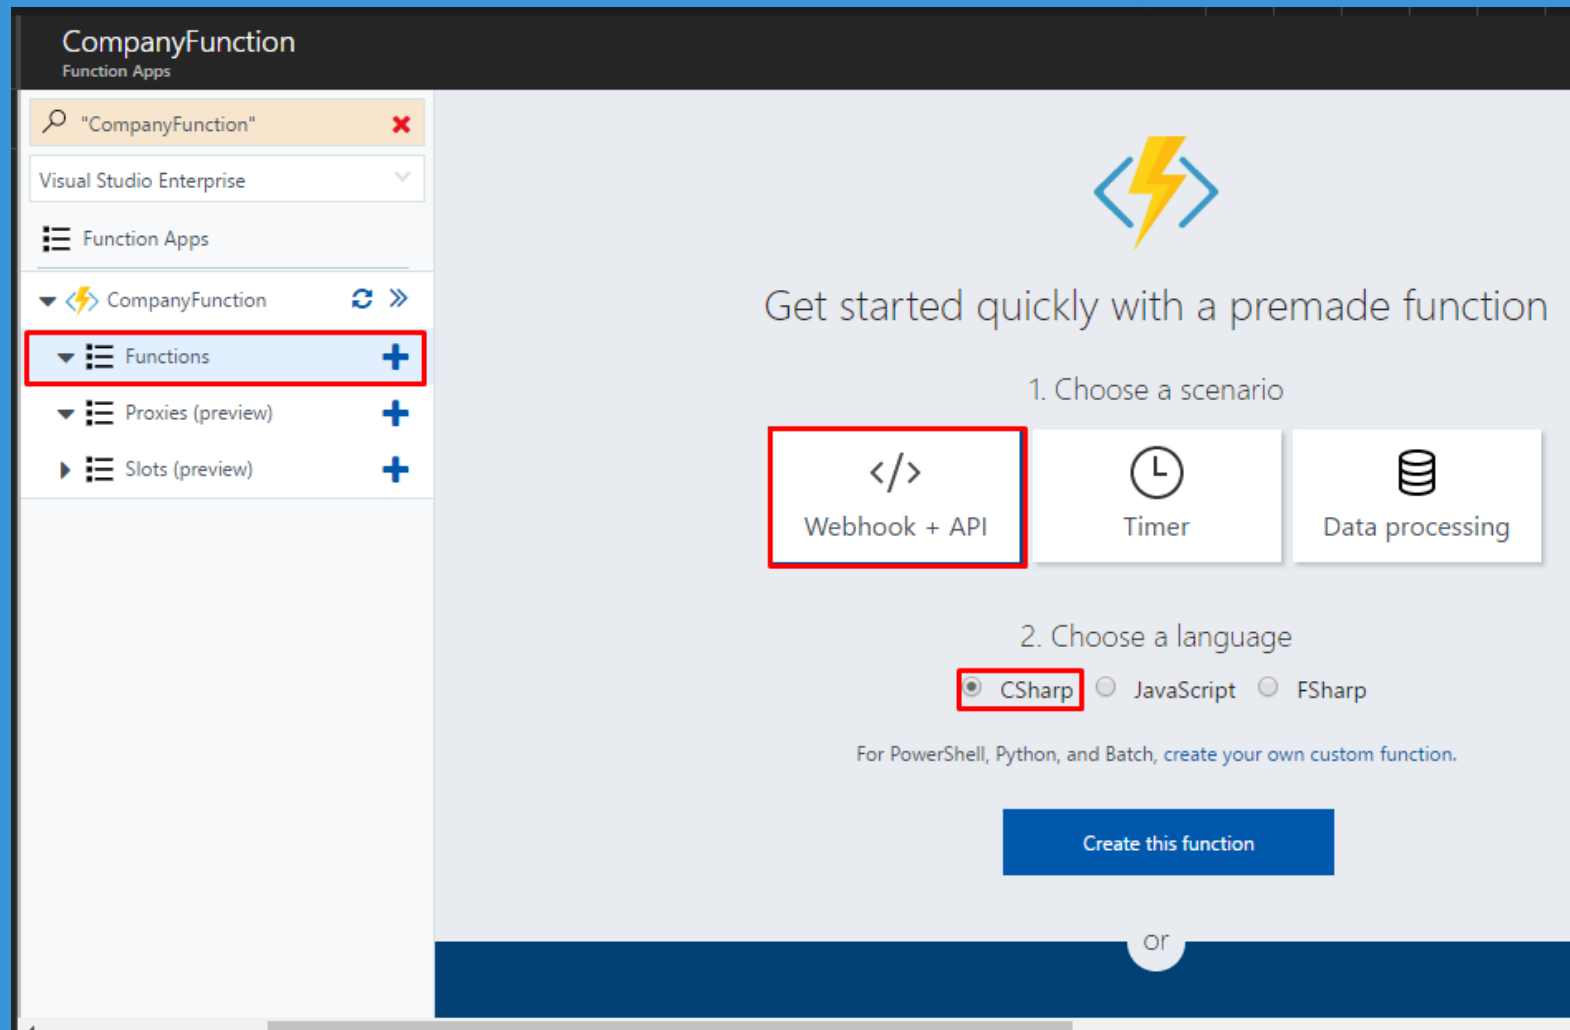 CompanyFunction
Function Apps
"CompanyFunction"
Visual Studio Enterprise
Function Apps
CompanyFunction
Functions
Proxies (preview)
Slots (preview)
Get started quickly with a premade function
1. Choose a scenario
Webhook + API
Timer
Data processing
2. Choose a language
CSharp JavaScript FSharp
For PowerShell, Python, and Batch, create your own custom function.
Create this function
or